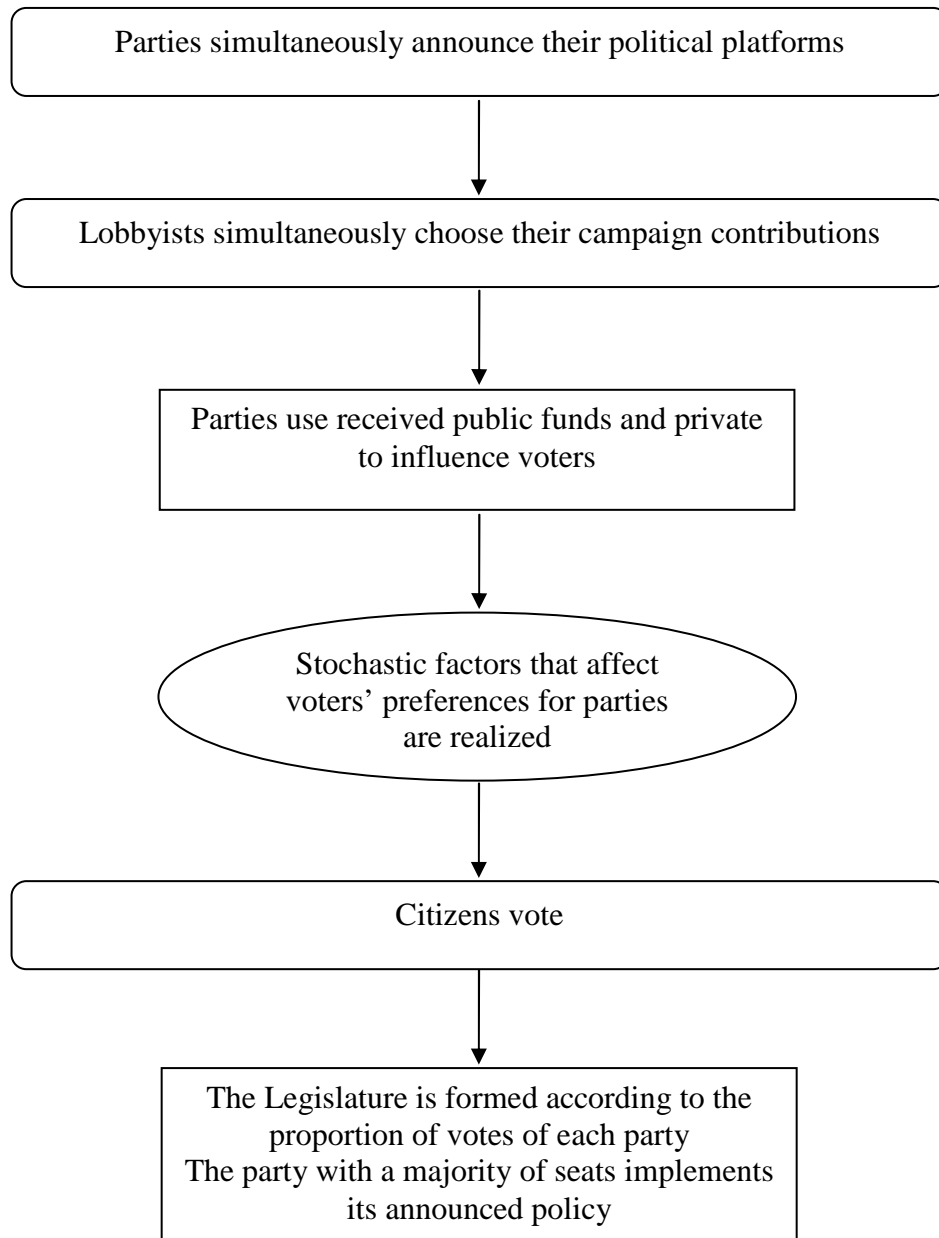 Parties simultaneously announce their political platforms
Lobbyists simultaneously choose their campaign contributions
Parties use received public funds and private
to influence voters
Stochastic factors that affect
voters’ preferences for parties
are realized
Citizens vote
The Legislature is formed according to the
proportion of votes of each party
The party with a majority of seats implements
its announced policy